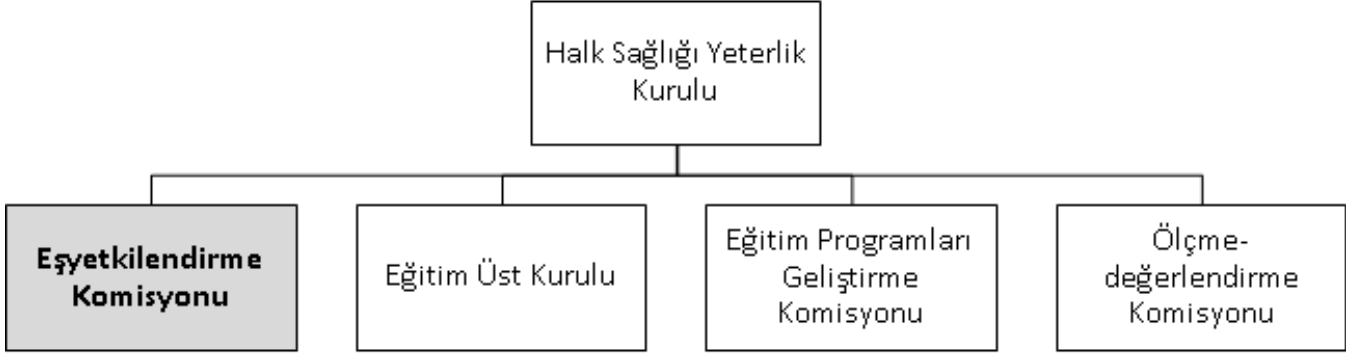 Halk Sağlığı Yeterlik
Kurulu
Eşyetkilendirme
Komisyonu
Eğitim Üst Kurulu
Eğitim Programları
Geliştirme
Komisyonu
Ölçme-
değerlendirme
Komisyonu